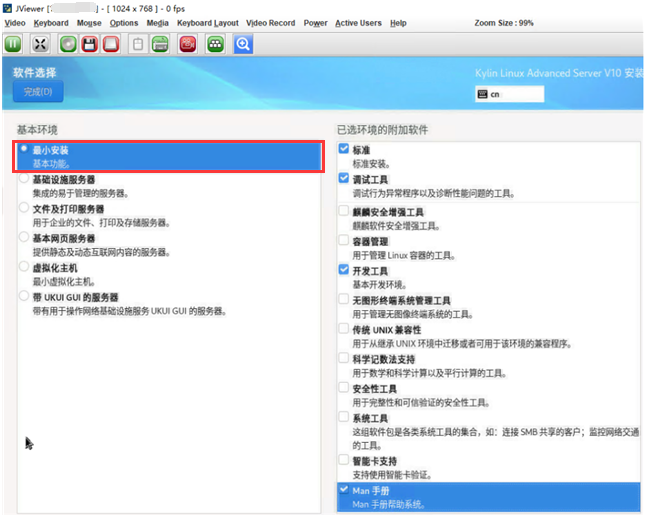 JViewer [ ] - [ 1024 x 768 ] - 0 fps
Video Keyboard Mouse Options Media Keyboard Layout Video Record Power Active Users Help Zoom Size : 99%
软件选择
Kylin Linux Advanced Server V10 安装
完成(D)
cn
基本环境
最小安装
基本功能。
基础设施服务器
集成的易于管理的服务器。
文件及打印服务器
用于企业的文件、打印及存储服务器。
基本网页服务器
提供静态及动态互联网内容的服务器。
虚拟化主机
最小虚拟化主机。
带 UKUI GUI 的服务器
带有用于操作网络基础设施服务 UKUI GUI 的服务器。
已选环境的附加软件
标准
标准安装。
调试工具
调试行为异常程序以及诊断性能问题的工具。
麒麟安全增强工具
麒麟软件安全增强工具。
容器管理
用于管理 Linux 容器的工具。
开发工具
基本开发环境。
无图形终端系统管理工具
用于管理无图像终端系统的工具。
传统 UNIX 兼容性
用于从继承 UNIX 环境中迁移或者可用于该环境的兼容程序。
科学记数法支持
用于数学和科学计算以及平行计算的工具。
安全性工具
用于完整性和可信验证的安全性工具。
系统工具
这组软件包是各类系统工具的集合，如：连接 SMB 共享的客户；监控网络交通
的工具。
智能卡支持
支持使用智能卡验证。
Man 手册
Man 手册帮助系统。